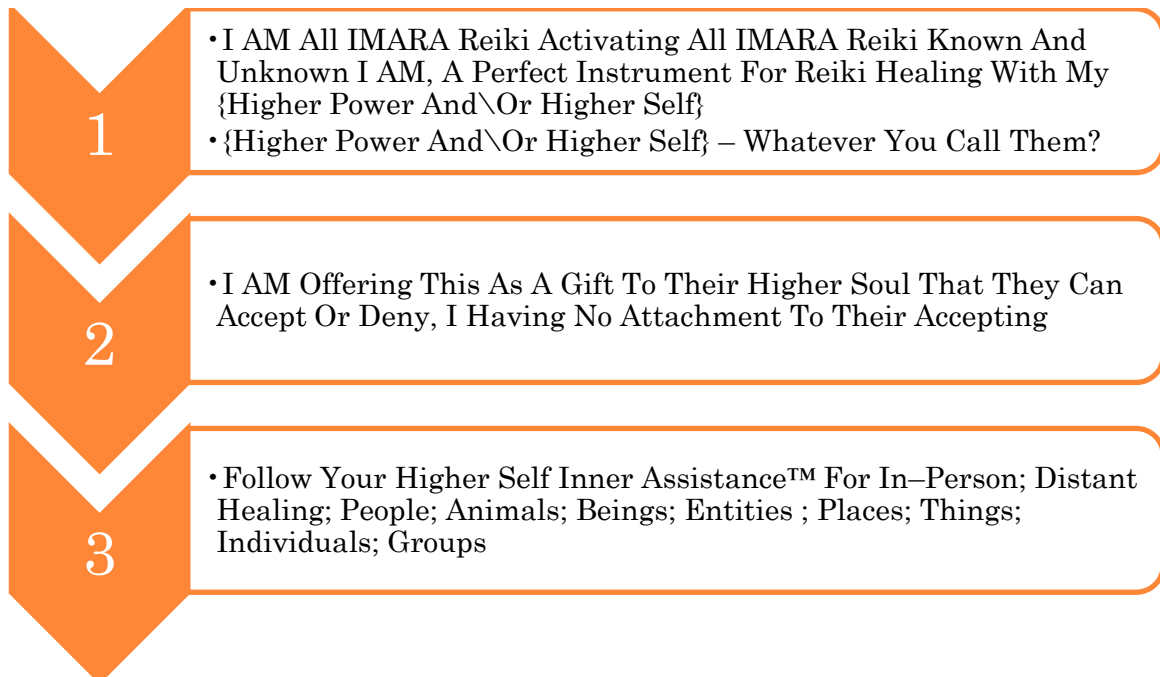 1
•I AM All IMARA Reiki Activating All IMARA Reiki Known And
Unknown I AM, A Perfect Instrument For Reiki Healing With My
{Higher Power And\Or Higher Self}
•{Higher Power And\Or Higher Self} – Whatever You Call Them?
2
•I AM Offering This As A Gift To Their Higher Soul That They Can
Accept Or Deny, I Having No Attachment To Their Accepting
3
•Follow Your Higher Self Inner Assistance™ For In–Person; Distant
Healing; People; Animals; Beings; Entities ; Places; Things;
Individuals; Groups